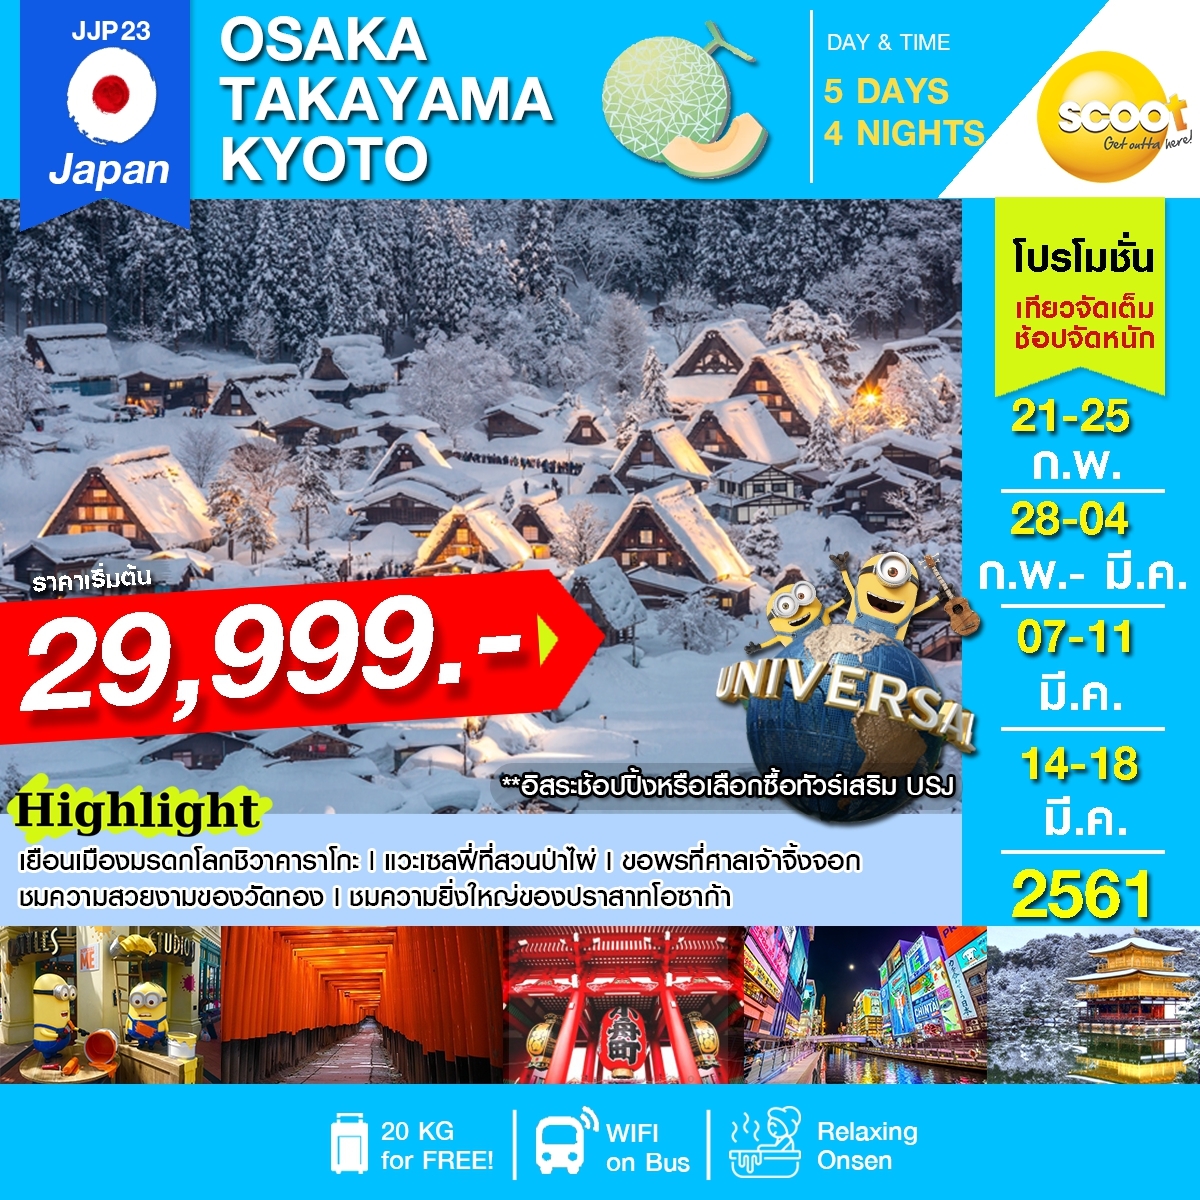 JJP23
Japan
OSAKA
TAKAYAMA
KYOTO
DAY & TIME
5 DAYS
4 NIGHTS
scoot
Get outta here!
โปรโมชั่น
เที่ยวจัดเต็ม
ช้อปจัดหนัก
21-25
ก.พ.
28-04
ก.พ.- มี.ค.
07-11
มี.ค.
14-18
มี.ค.
2561
ราคาเริ่มต้น
29,999.-
UNIVERSA
**อิสระช้อปปิ้งหรือเลือกซื้อทัวร์เสริม USJ
Highlight
เยือนเมืองมรดกโลกชิวาคาราโกะ | แวะเซลฟี่ที่สวนป่าไผ่ | ขอพรที่ศาลเจ้าจิ้งจอก
ชมความสวยงามของวัดทอง | ชมความยิ่งใหญ่ของปราสาทโอซาก้า
STUDIO
ME
小舟町
20 KG
for FREE!
WIFI
on Bus
Relaxing
Onsen